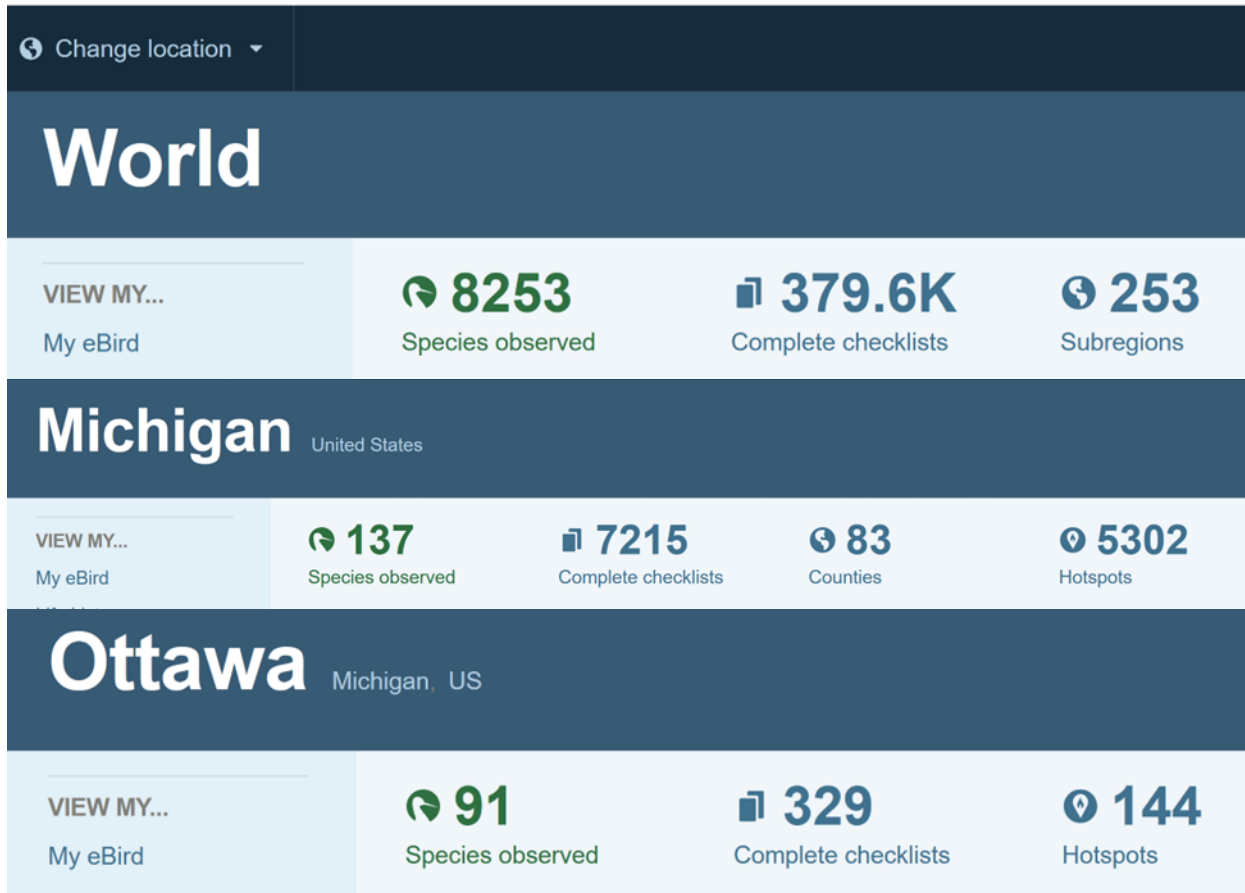 Change location
World
VIEW MY...
My eBird
8253
Species observed
379.6K
Complete checklists
253
Subregions
Michigan United States
VIEW MY...
My eBird
137
Species observed
7215
Complete checklists
83
Counties
5302
Hotspots
Ottawa Michigan, US
VIEW MY...
My eBird
91
Species observed
329
Complete checklists
144
Hotspots